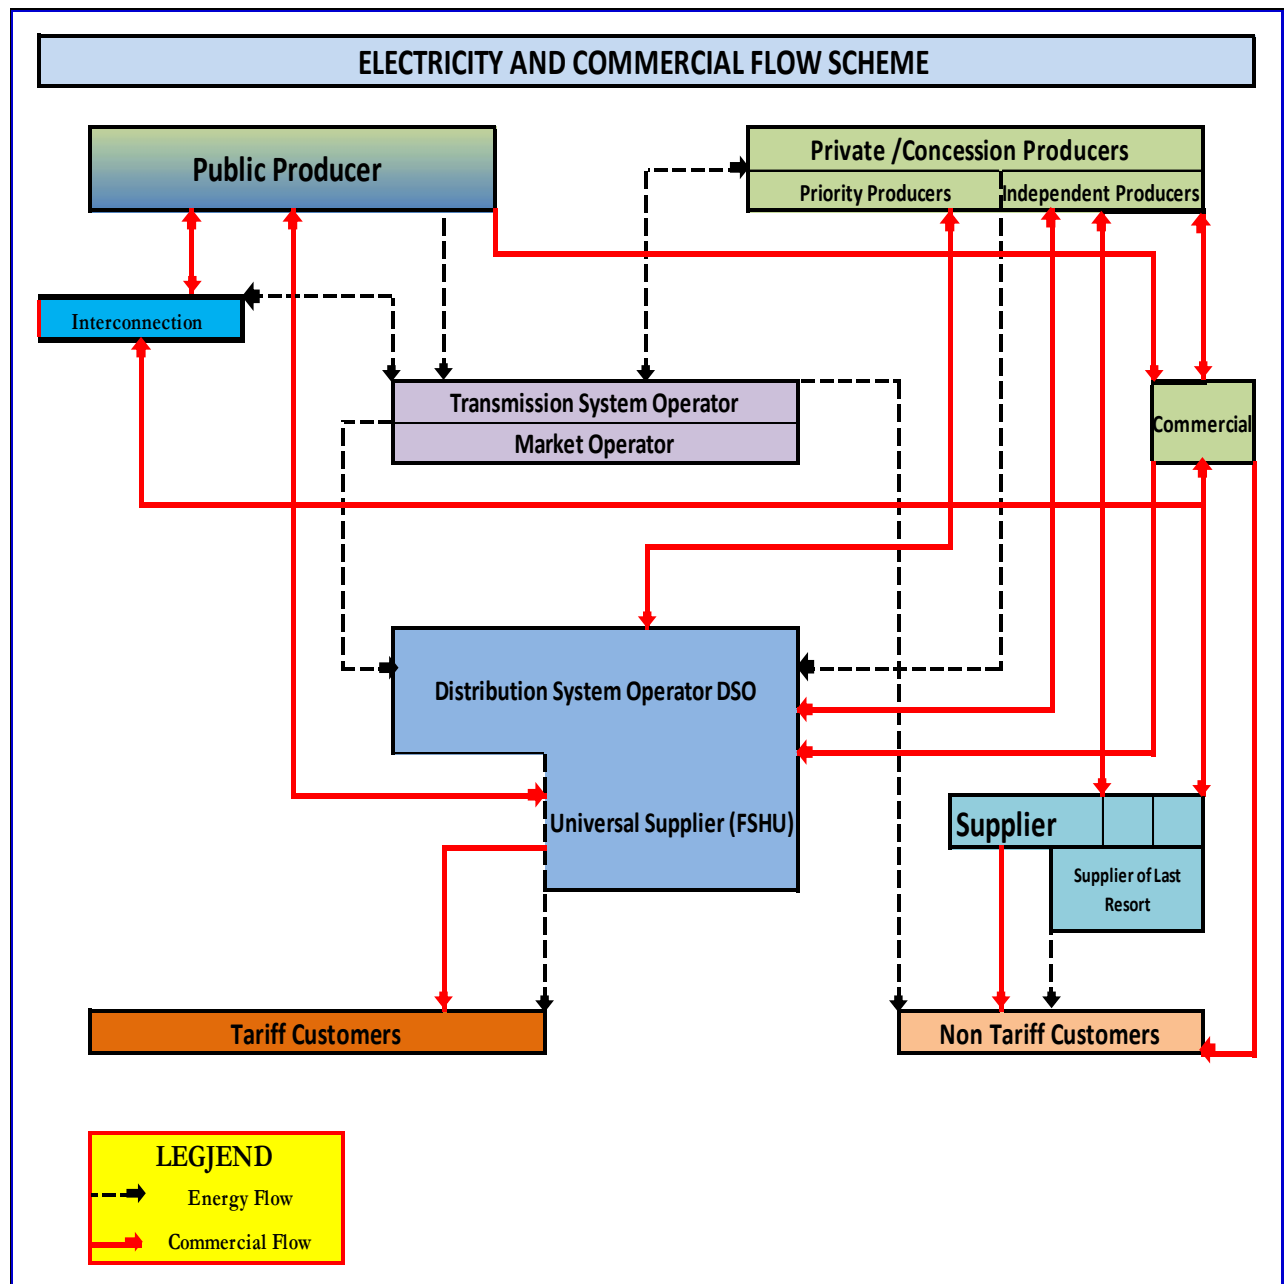 ELECTRICITY AND COMMERCIAL FLOW SCHEME
Public Producer
Private /Concession Producers
Priority Producers
Independent Producers
Interconnection
Transmission System Operator
Market Operator
Commercial
Distribution System Operator DSO
Universal Supplier (FSHU)
Supplier
Supplier of Last
Resort
Tariff Customers
Non Tariff Customers
LEGJEND
Energy Flow
Commercial Flow